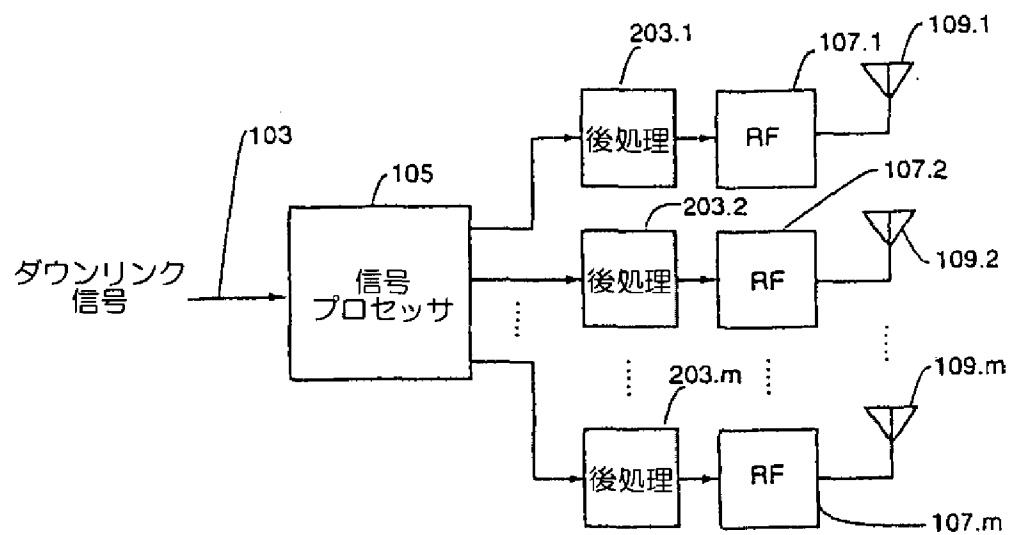 203.1
107.1
109.1
103
105
後処理
RF
203.2
107.2
109.2
ダウンリンク
信号
信号
プロセッサ
後処理
RF
203.m
109.m
後処理
RF
107.m